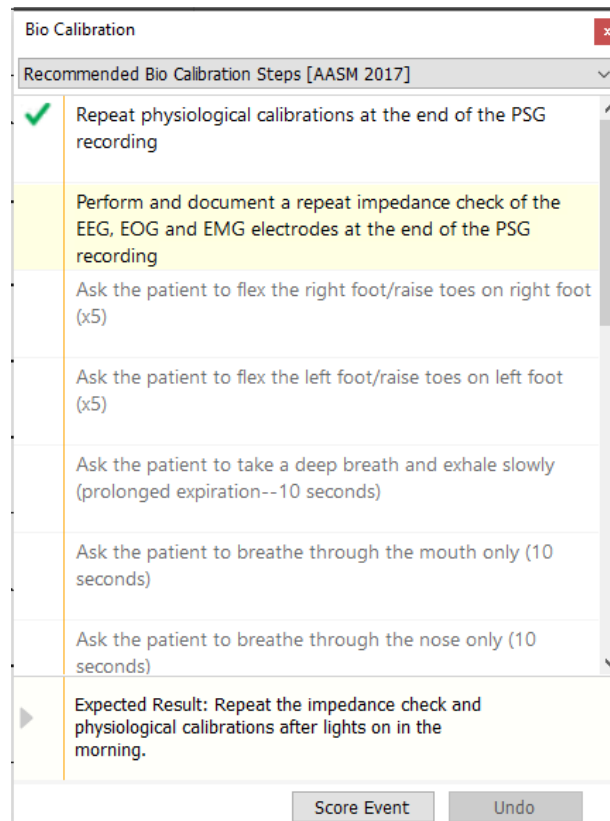 Bio Calibration
x
Recommended Bio Calibration Steps [AASM 2017]
Repeat physiological calibrations at the end of the PSG
recording
Perform and document a repeat impedance check of the
EEG, EOG and EMG electrodes at the end of the PSG
recording
Ask the patient to flex the right foot/raise toes on right foot
(x5)
Ask the patient to flex the left foot/raise toes on left foot
(x5)
Ask the patient to take a deep breath and exhale slowly
(prolonged expiration--10 seconds)
Ask the patient to breathe through the mouth only (10
seconds)
Ask the patient to breathe through the nose only (10
seconds)
Expected Result: Repeat the impedance check and
physiological calibrations after lights on in the
morning.
Score Event
Undo